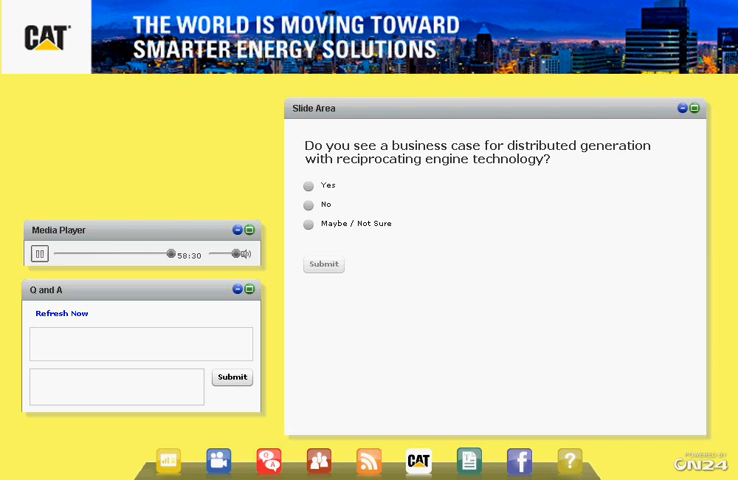 CAT
THE WORLD IS MOVING TOWARD
SMARTER ENERGY SOLUTIONS
Slide Area
Do you see a business case for distributed generation
with reciprocating engine technology?
Yes
No
Maybe / Not Sure
Submit
Media Player
58:30
Q and A
Refresh Now
Submit
Q
A
CAT
f
?
POWERED BY
ON24